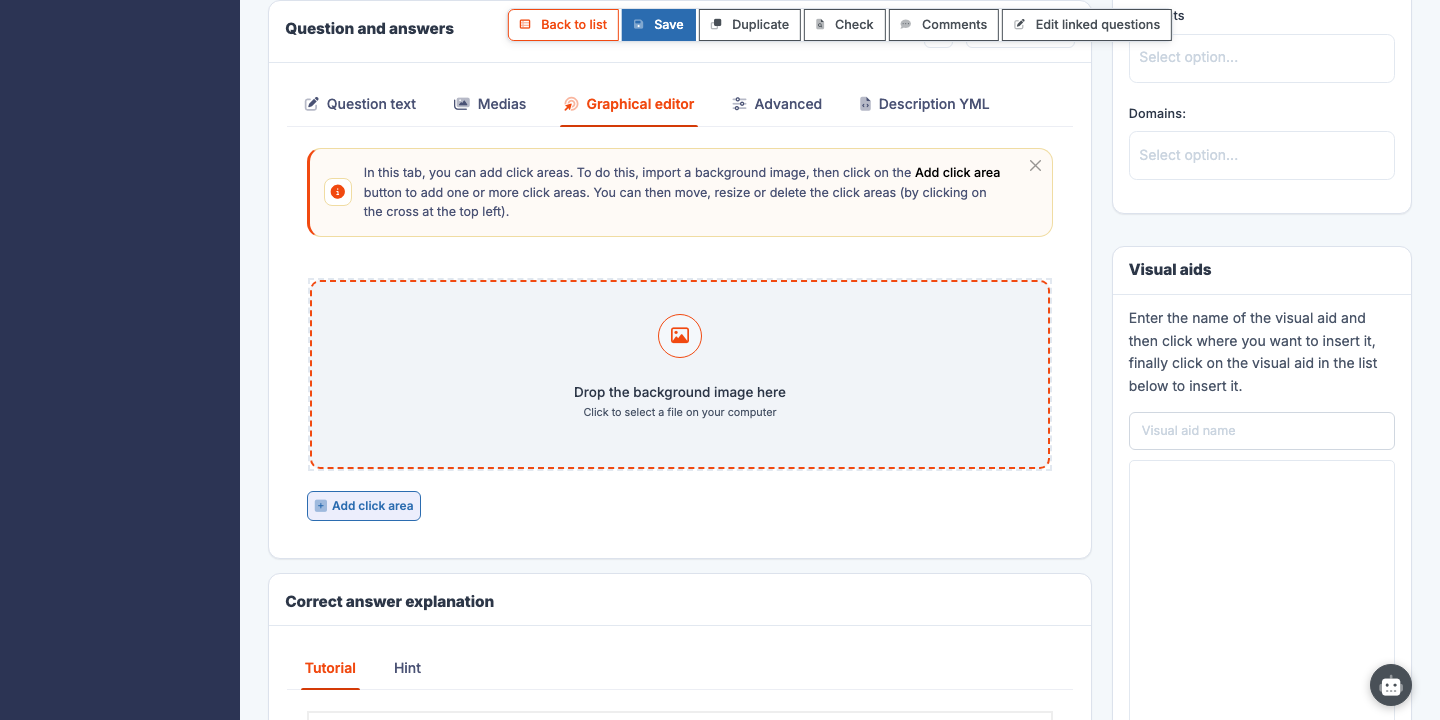 Question and answers
Back to list
Save
Duplicate
Check
Comments
Edit linked questions
Question text
Medias
Graphical editor
Advanced
Description YML
In this tab, you can add click areas. To do this, import a background image, then click on the Add click area
button to add one or more click areas. You can then move, resize or delete the click areas (by clicking on
the cross at the top left).
Drop the background image here
Click to select a file on your computer
Add click area
Correct answer explanation
Tutorial
Hint
Select option...
Domains:
Select option...
Visual aids
Enter the name of the visual aid and
then click where you want to insert it,
finally click on the visual aid in the list
below to insert it.
Visual aid name